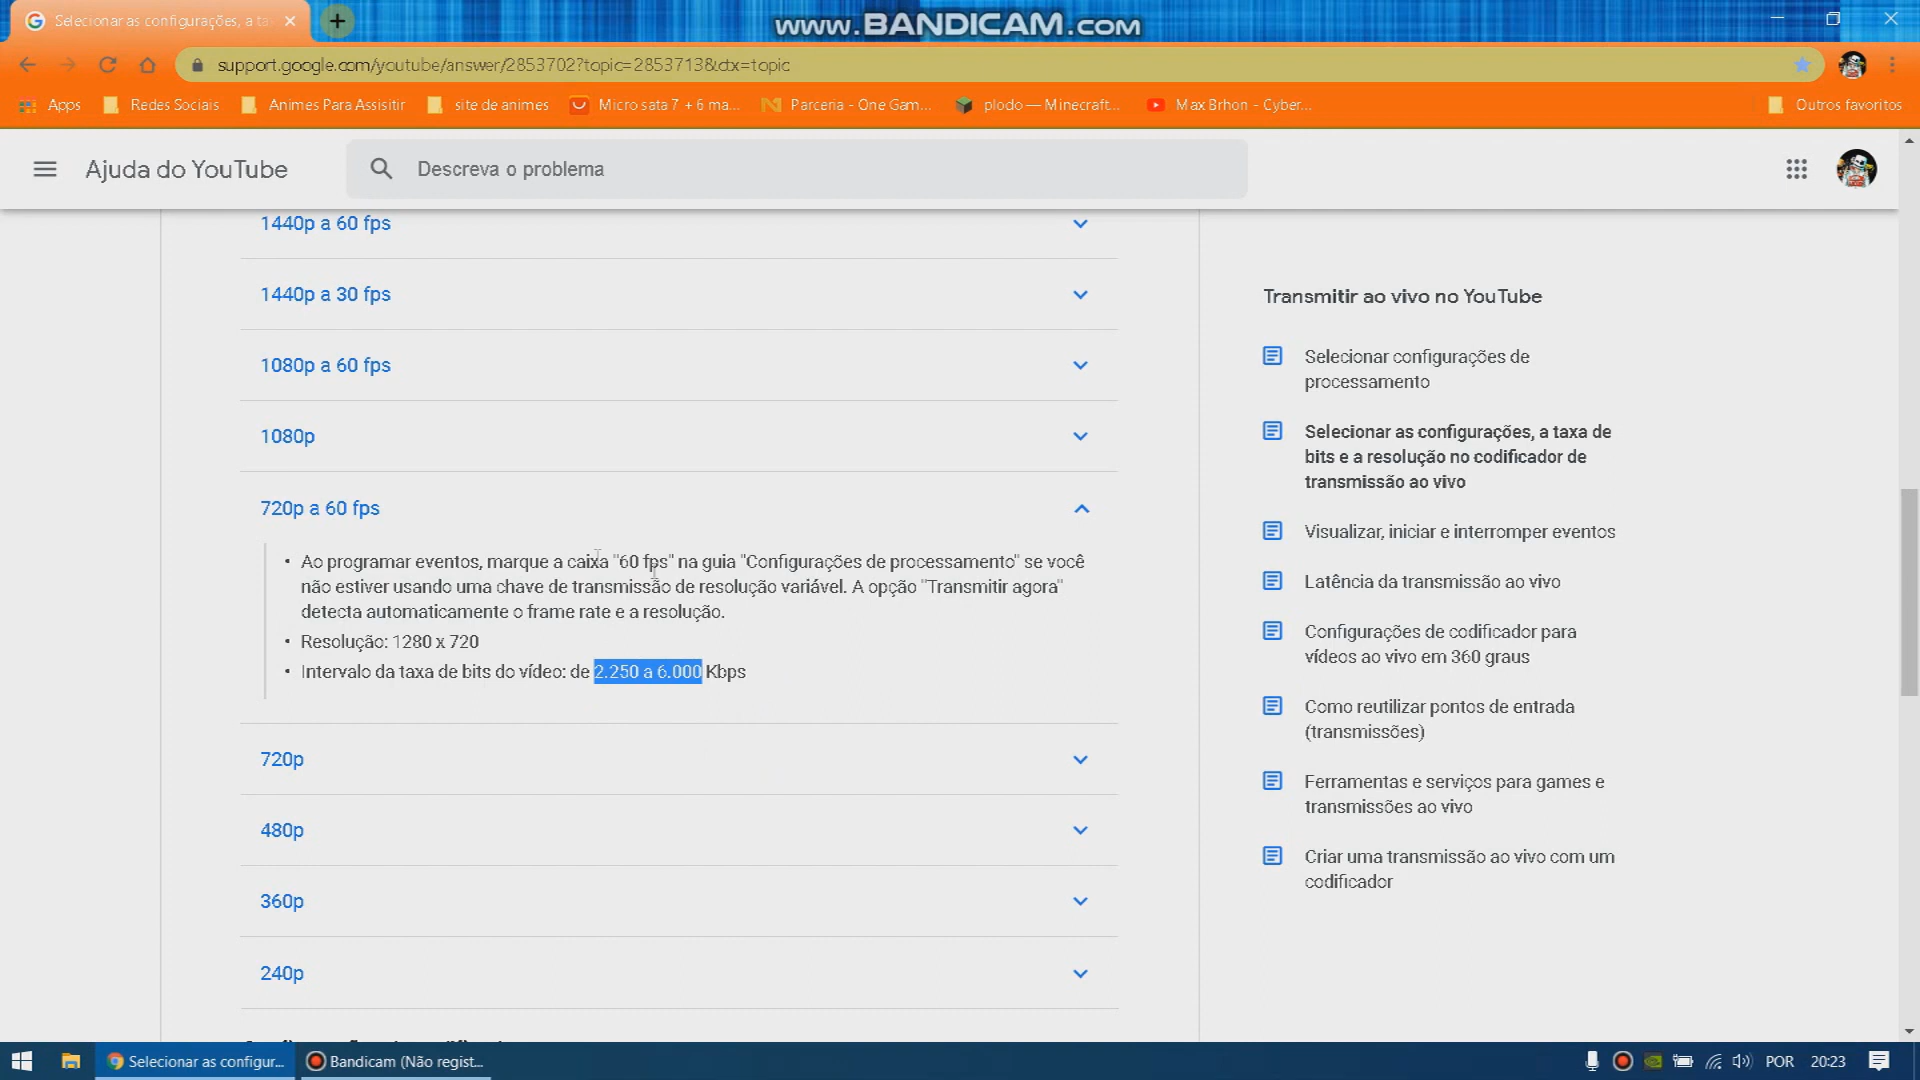 Selecionar as configurações, a ta
www.BANDICAM.com
support.google.com/youtube/answer/2853702?topic=2853713&ctx=topic
Apps
Redes Sociais
Animes Para Assisitir
site de animes
Micro sata 7 + 6 ma...
Parceria - One Gam...
plodo — Minecraft...
Max Brhon - Cyber...
Outros favoritos
Ajuda do YouTube
Descreva o problema
1440p a 60 fps
1440p a 30 fps
1080p a 60 fps
1080p
720p a 60 fps
• Ao programar eventos, marque a caixa "60 fps" na guia "Configurações de processamento" se você
não estiver usando uma chave de transmissão de resolução variável. A opção "Transmitir agora"
detecta automaticamente o frame rate e a resolução.
• Resolução: 1280 x 720
• Intervalo da taxa de bits do vídeo: de 2.250 a 6.000 Kbps
720p
480p
360p
240p
Transmitir ao vivo no YouTube
Selecionar configurações de
processamento
Selecionar as configurações, a taxa de
bits e a resolução no codificador de
transmissão ao vivo
Visualizar, iniciar e interromper eventos
Latência da transmissão ao vivo
Configurações de codificador para
vídeos ao vivo em 360 graus
Como reutilizar pontos de entrada
(transmissões)
Ferramentas e serviços para games e
transmissões ao vivo
Criar uma transmissão ao vivo com um
codificador
Selecionar as configur...
Bandicam (Não regist...
POR
20:23